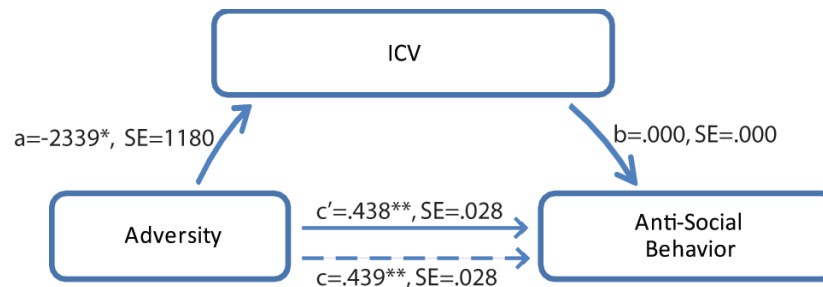 ICV
a=-2339*, SE=1180
b=.000, SE=.000
Adversity
c'=.438**, SE=.028
c=.439**, SE=.028
Anti-Social
Behavior